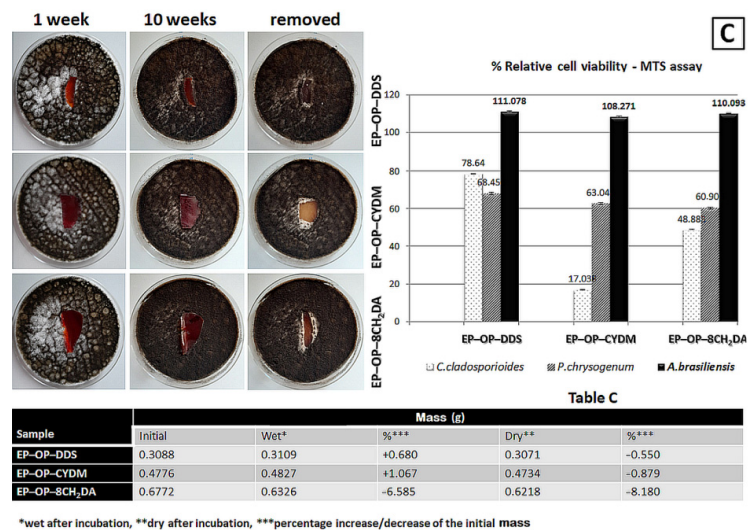 1 week 10 weeks removed
C
EP–OP–DDS
EP–OP–CYDM
EP–OP–8CH₂DA
% Relative cell viability - MTS assay
120
100
80
60
40
20
0
78.64
68.45
111.078
17.038
63.04
108.271
48.885
60.90
110.093
EP–OP–DDS EP–OP–CYDM EP–OP–8CH₂DA
C.cladosporioides P.chrysogenum A.brasiliensis
Table C
Mass (g)
Sample Initial Wet* %*** Dry** %***
EP–OP–DDS 0.3088 0.3109 +0.680 0.3071 −0.550
EP–OP–CYDM 0.4776 0.4827 +1.067 0.4734 −0.879
EP–OP–8CH₂DA 0.6772 0.6326 −6.585 0.6218 −8.180
*wet after incubation, **dry after incubation, ***percentage increase/decrease of the initial mass